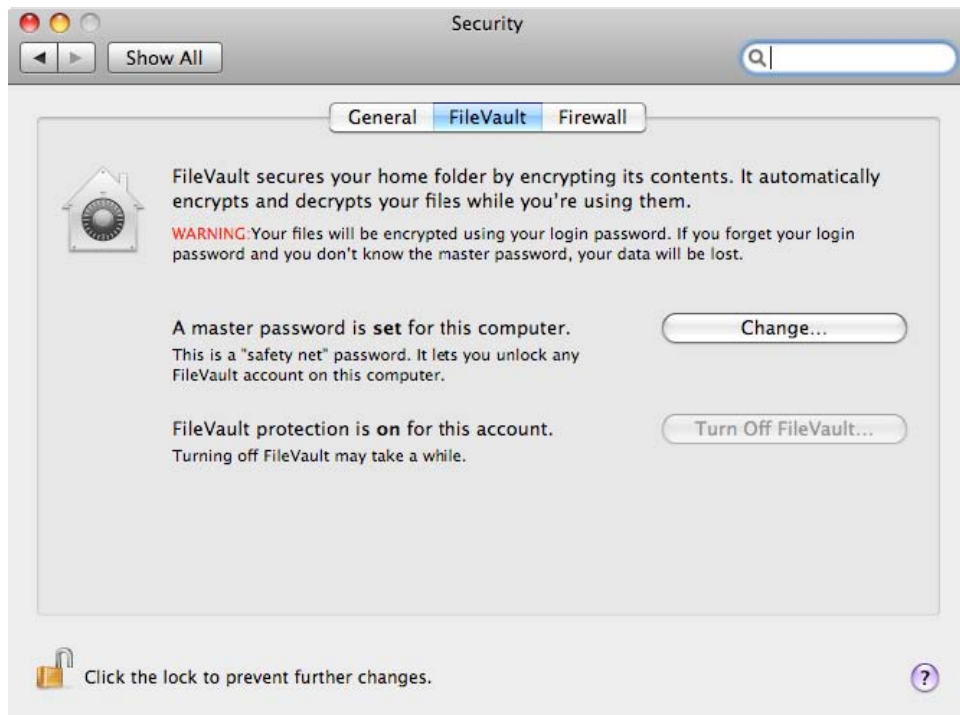 Security
Show All
General FileVault Firewall
FileVault secures your home folder by encrypting its contents. It automatically
encrypts and decrypts your files while you're using them.
WARNING:Your files will be encrypted using your login password. If you forget your login
password and you don't know the master password, your data will be lost.
A master password is set for this computer.
Change...
This is a "safety net" password. It lets you unlock any
FileVault account on this computer.
FileVault protection is on for this account.
Turn Off FileVault...
Turning off FileVault may take a while.
Click the lock to prevent further changes.
?